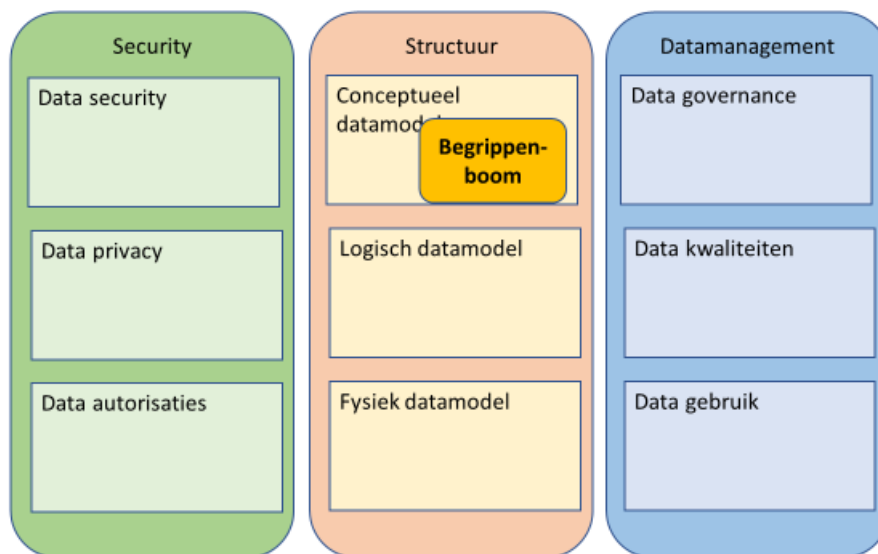 Security
Data security
Data privacy
Data autorisaties
Structuur
Conceptueel
Begrippen-
boom
Logisch datamodel
Fysiek datamodel
Datamanagement
Data governance
Data kwaliteiten
Data gebruik